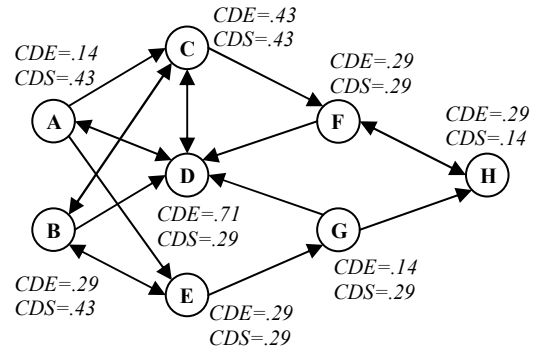 CDE=.43
CDS=.43
C
CDE=.14
CDS=.43
A
CDE=.29
CDS=.29
F
CDE=.29
CDS=.14
H
D
CDE=.71
CDS=.29
B
CDE=.29
CDS=.43
G
CDE=.14
CDS=.29
E
CDE=.29
CDS=.29